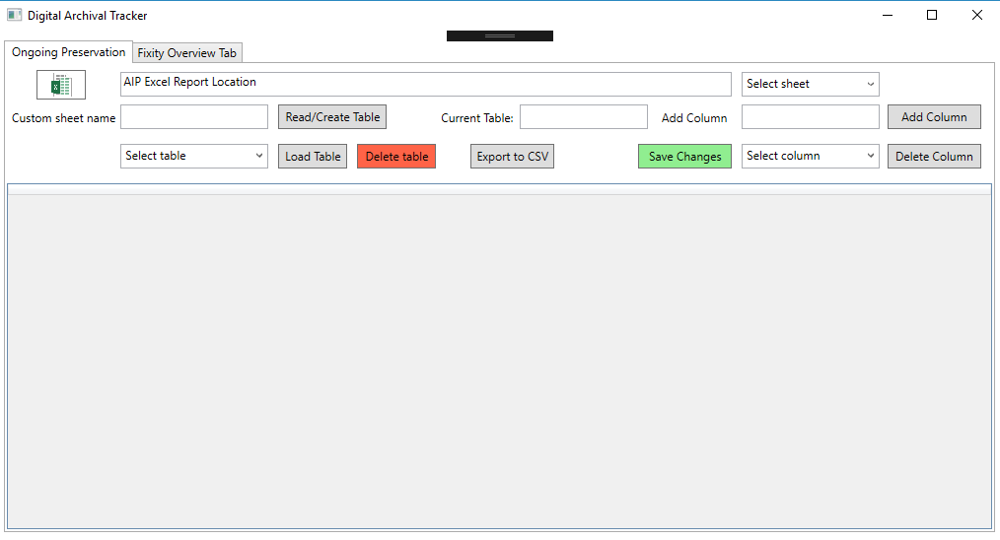 Digital Archival Tracker
Ongoing Preservation
Fixity Overview Tab
AIP Excel Report Location
Select sheet
Custom sheet name
Read/Create Table
Current Table:
Add Column
Add Column
Select table
Load Table
Delete table
Export to CSV
Save Changes
Select column
Delete Column